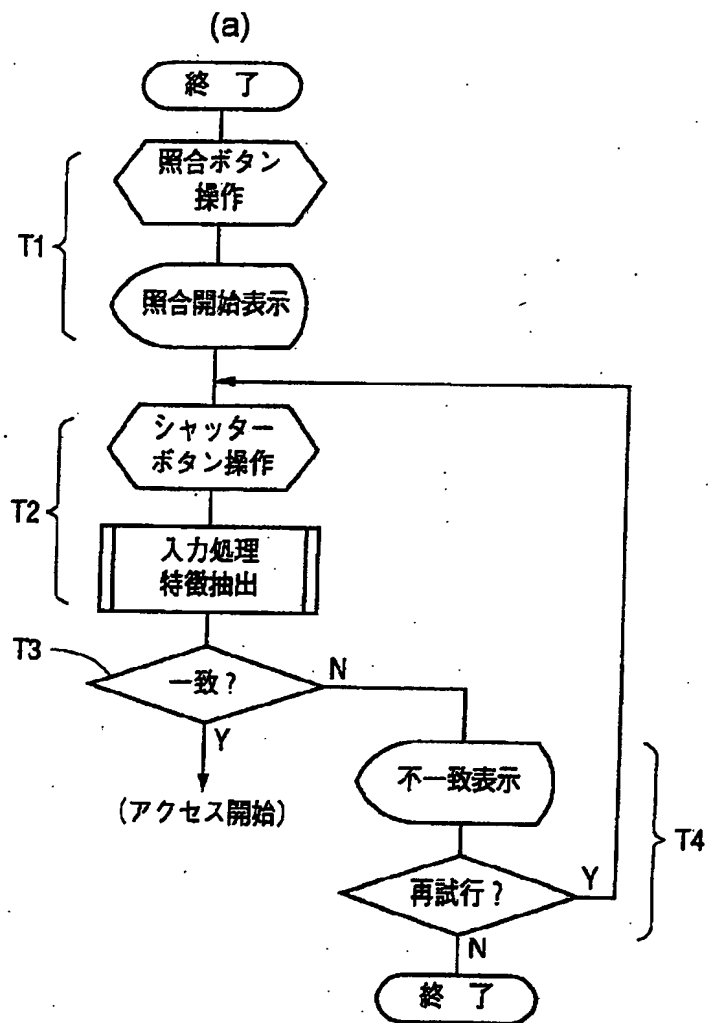 (a)
終 了
照合ボタン
操作
T1
照合開始表示
シャッター
ボタン操作
T2
入力処理
特徴抽出
T3
一致?
N
Y
(アクセス開始)
不一致表示
T4
再試行?
Y
N
終 了